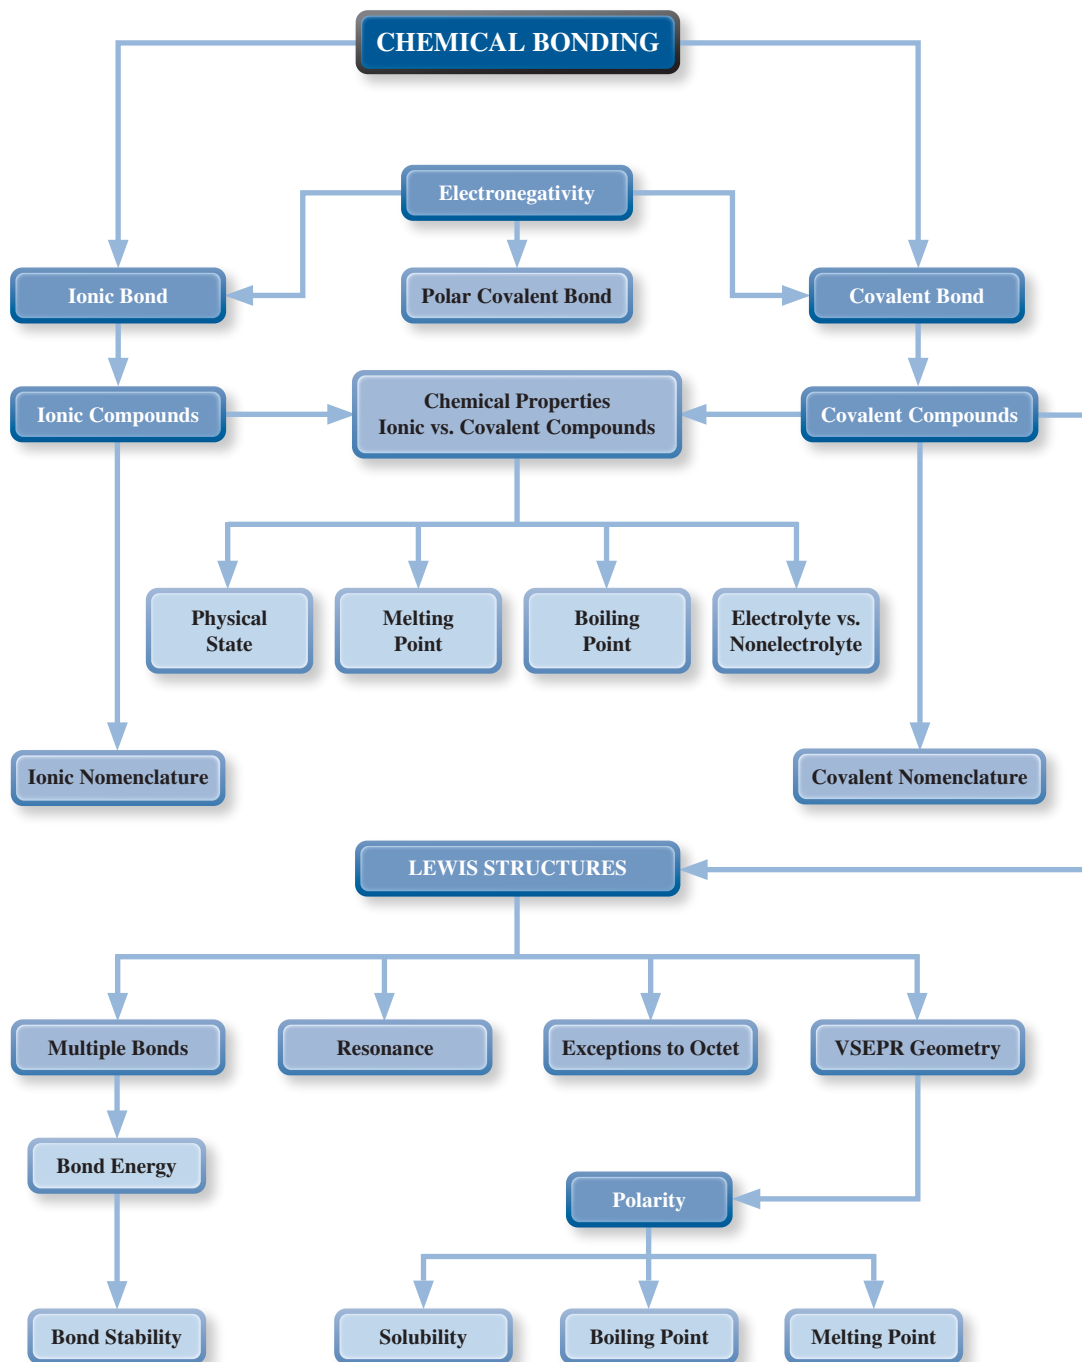 CHEMICAL BONDING
Electronegativity
Ionic Bond
Polar Covalent Bond
Covalent Bond
Ionic Compounds
Chemical Properties
Ionic vs. Covalent Compounds
Covalent Compounds
Physical
State
Melting
Point
Boiling
Point
Electrolyte vs.
Nonelectrolyte
Ionic Nomenclature
Covalent Nomenclature
LEWIS STRUCTURES
Multiple Bonds
Resonance
Exceptions to Octet
VSEPR Geometry
Bond Energy
Polarity
Bond Stability
Solubility
Boiling Point
Melting Point